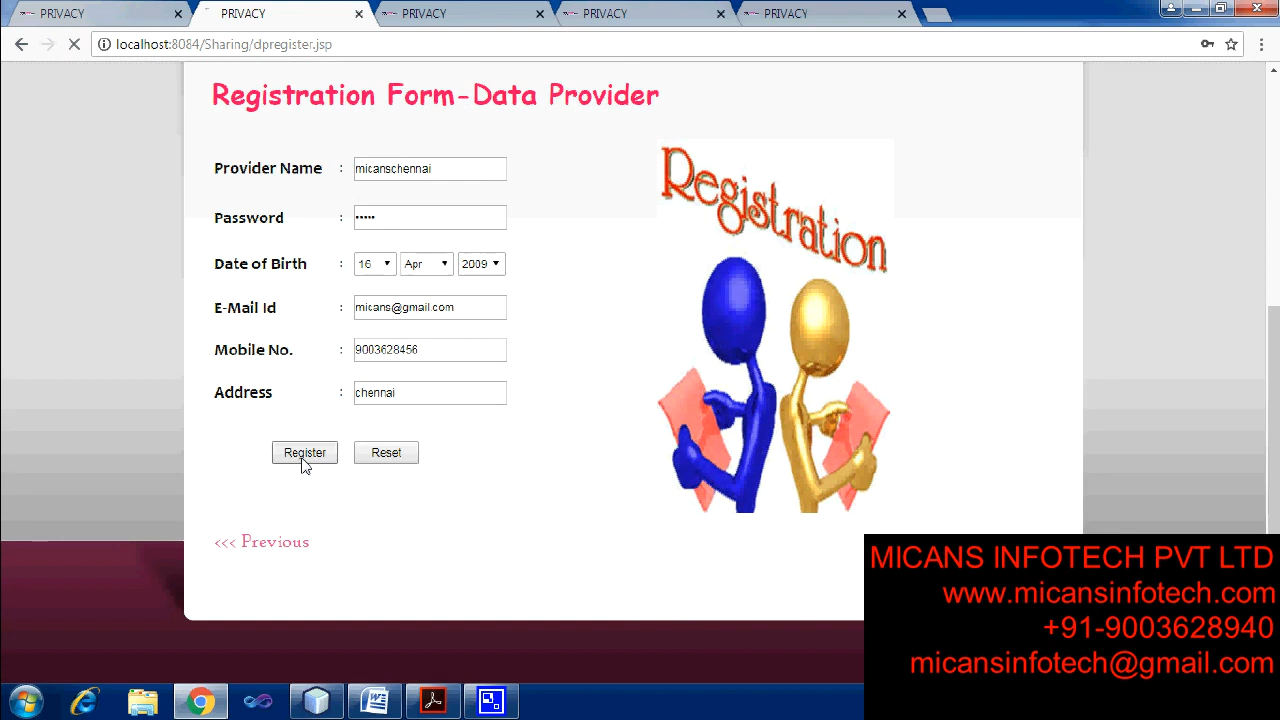 PRIVACY PRIVACY PRIVACY PRIVACY PRIVACY
localhost:8084/Sharing/dpregister.jsp
Registration Form-Data Provider
Provider Name : micanschennai
Password : •••••
Date of Birth : 16 Apr 2009
E-Mail Id : micans@gmail.com
Mobile No. : 9003628456
Address : chennai
Register Reset
<<< Previous
Registration
MICANS INFOTECH PVT LTD
www.micansinfotech.com
+91-9003628940
micansinfotech@gmail.com